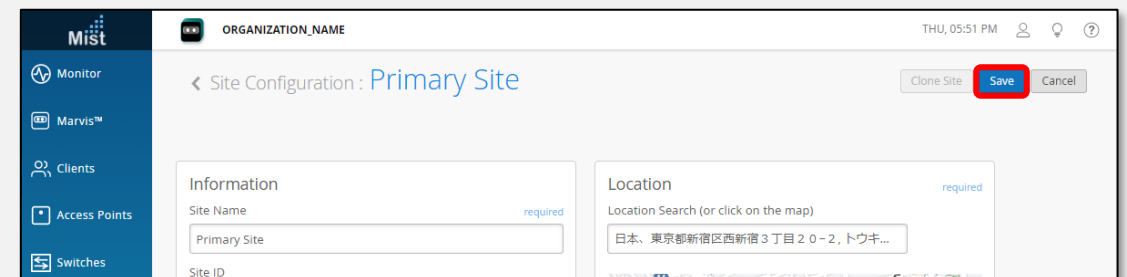 Mist
ORGANIZATION_NAME
THU, 05:51 PM
Monitor
Site Configuration : Primary Site
Clone Site
Save
Cancel
Marvis™
Clients
Information
Location
required
Access Points
Site Name
required
Location Search (or click on the map)
Primary Site
日本、東京都新宿区西新宿３丁目２０−２, トウキ...
Switches
Site ID